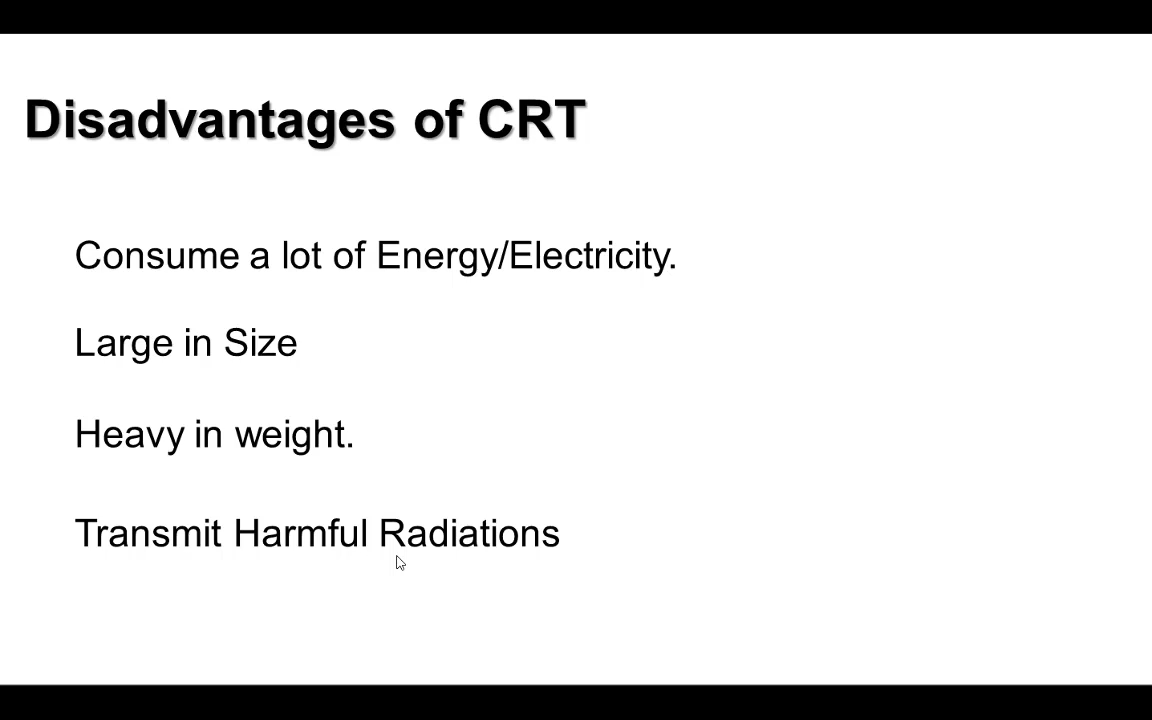 Disadvantages of CRT
Consume a lot of Energy/Electricity.
Large in Size
Heavy in weight.
Transmit Harmful Radiations